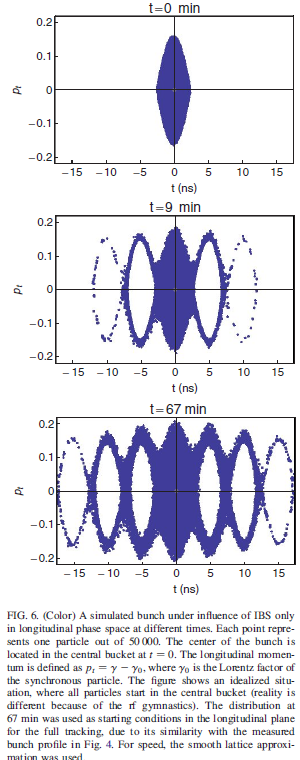 t=0 min
0.2
0.1
0
−0.1
−0.2
p_t
−15 −10 −5 0 5 10 15
t (ns)
t=9 min
0.2
0.1
0
−0.1
−0.2
p_t
−15 −10 −5 0 5 10 15
t (ns)
t=67 min
0.2
0.1
0
−0.1
−0.2
p_t
−15 −10 −5 0 5 10 15
t (ns)
FIG. 6. (Color) A simulated bunch under influence of IBS only
in longitudinal phase space at different times. Each point repre-
sents one particle out of 50 000. The center of the bunch is
located in the central bucket at t = 0. The longitudinal momen-
tum is defined as p_t = γ − γ_0, where γ_0 is the Lorentz factor of
the synchronous particle. The figure shows an idealized situ-
ation, where all particles start in the central bucket (reality is
different because of the rf gymnastics). The distribution at
67 min was used as starting conditions in the longitudinal plane
for the full tracking, due to its similarity with the measured
bunch profile in Fig. 4. For speed, the smooth lattice approxi-
mation was used